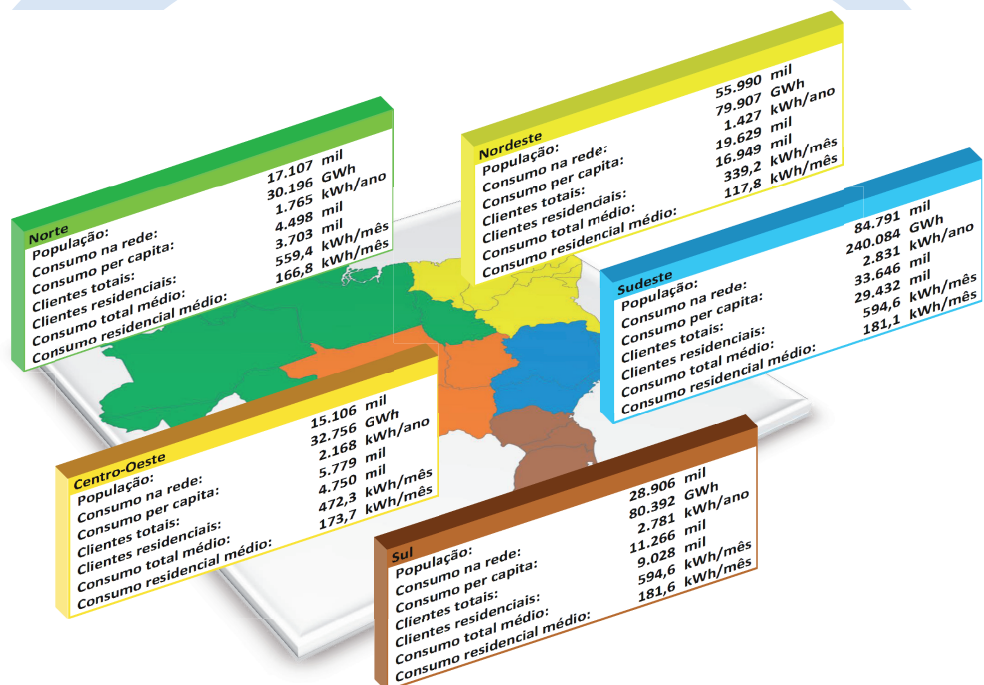 Norte
População: 17.107 mil
Consumo na rede: 30.196 GWh
Consumo per capita: 1.765 kWh/ano
Clientes totais: 4.498 mil
Clientes residenciais: 3.703 mil
Consumo total médio: 559,4 kWh/mês
Consumo residencial médio: 166,8 kWh/mês
Nordeste
População: 55.990 mil
Consumo na rede: 79.907 GWh
Consumo per capita: 1.427 kWh/ano
Clientes totais: 19.629 mil
Clientes residenciais: 16.949 mil
Consumo total médio: 339,2 kWh/mês
Consumo residencial médio: 117,8 kWh/mês
Sudeste
População: 84.791 mil
Consumo na rede: 240.084 GWh
Consumo per capita: 2.831 kWh/ano
Clientes totais: 33.646 mil
Clientes residenciais: 29.432 mil
Consumo total médio: 594,6 kWh/mês
Consumo residencial médio: 181,1 kWh/mês
Centro-Oeste
População: 15.106 mil
Consumo na rede: 32.756 GWh
Consumo per capita: 2.168 kWh/ano
Clientes totais: 5.779 mil
Clientes residenciais: 4.750 mil
Consumo total médio: 472,3 kWh/mês
Consumo residencial médio: 173,7 kWh/mês
Sul
População: 28.906 mil
Consumo na rede: 80.392 GWh
Consumo per capita: 2.781 kWh/ano
Clientes totais: 11.266 mil
Clientes residenciais: 9.028 mil
Consumo total médio: 594,6 kWh/mês
Consumo residencial médio: 181,6 kWh/mês